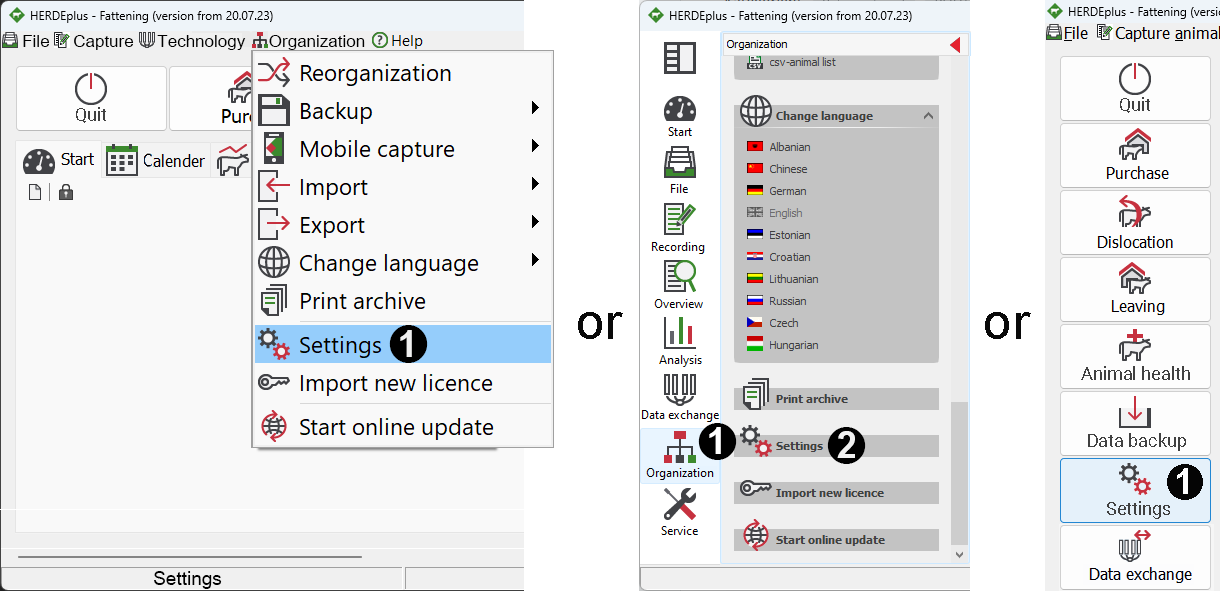 HERDEplus - Fattening (version from 20.07.23)
File Capture Technology Organization Help
Quit
Pur
Start Calender
Reorganization
Backup
Mobile capture
Import
Export
Change language
Print archive
Settings 1
Import new licence
Start online update
Settings
or
HERDEplus - Fattening (version from 20.07.23)
Start
File
Recording
Overview
Analysis
Data exchange
1
Organization
Service
Organization
CSV csv-animal list
Change language
Albanian
Chinese
German
English
Estonian
Croatian
Lithuanian
Russian
Czech
Hungarian
Print archive
Settings 2
Import new licence
Start online update
or
HERDEplus - Fattening (versi
File Capture animal
Quit
Purchase
Dislocation
Leaving
Animal health
Data backup
1
Settings
Data exchange